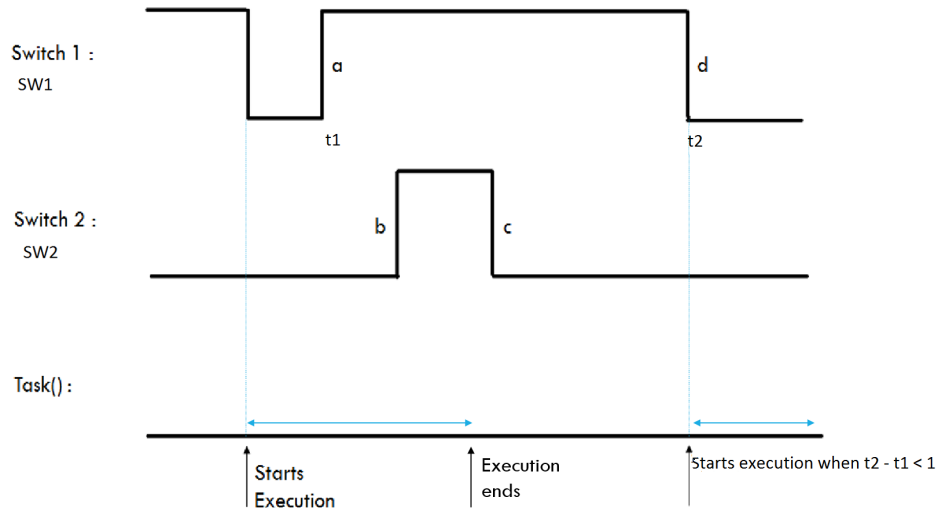 Switch 1 :
SW1
a
d
t1
t2
Switch 2 :
SW2
b
c
Task() :
Starts
Execution
Execution
ends
Starts execution when t2 - t1 < 1